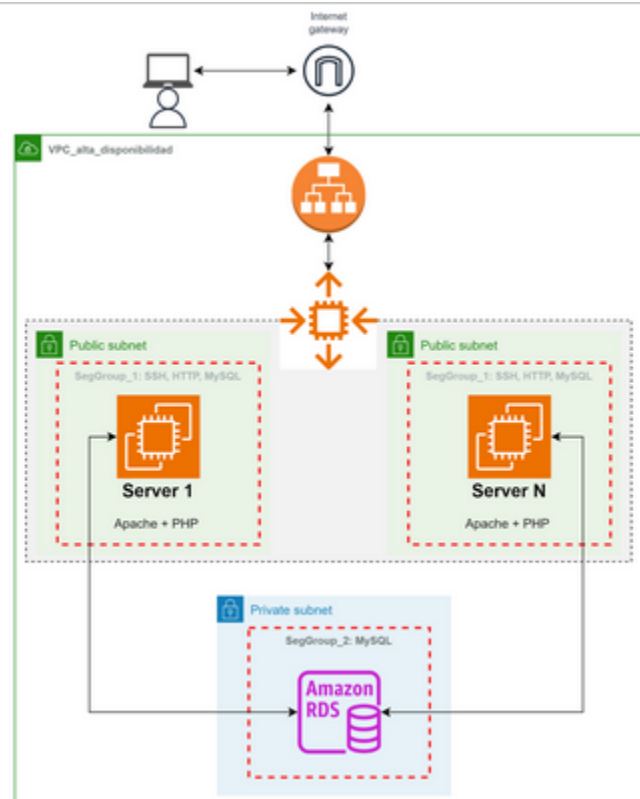 Internet
gateway
VPC_alta_disponibilidad
Public subnet
SegGroup_1: SSH, HTTP, MySQL
Server 1
Apache + PHP
Public subnet
SegGroup_1: SSH, HTTP, MySQL
Server N
Apache + PHP
Private subnet
SegGroup_2: MySQL
Amazon
RDS